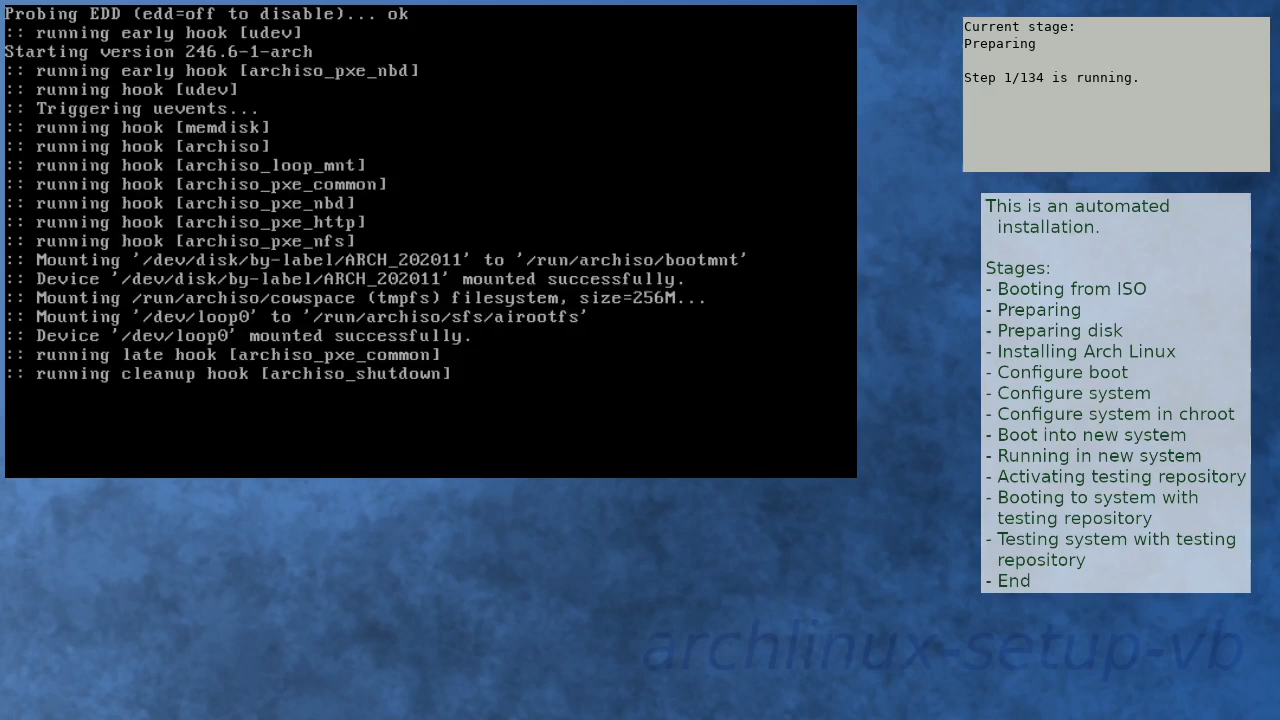 Probing EDD (edd=off to disable)... ok
:: running early hook [udev]
Starting version 246.6-1-arch
:: running early hook [archiso_pxe_nbd]
:: running hook [udev]
:: Triggering uevents...
:: running hook [memdisk]
:: running hook [archiso]
:: running hook [archiso_loop_mnt]
:: running hook [archiso_pxe_common]
:: running hook [archiso_pxe_nbd]
:: running hook [archiso_pxe_http]
:: running hook [archiso_pxe_nfs]
:: Mounting '/dev/disk/by-label/ARCH_202011' to '/run/archiso/bootmnt'
:: Device '/dev/disk/by-label/ARCH_202011' mounted successfully.
:: Mounting /run/archiso/cowspace (tmpfs) filesystem, size=256M...
:: Mounting '/dev/loop0' to '/run/archiso/sfs/airootfs'
:: Device '/dev/loop0' mounted successfully.
:: running late hook [archiso_pxe_common]
:: running cleanup hook [archiso_shutdown]
Current stage:
Preparing
Step 1/134 is running.
This is an automated
installation.
Stages:
- Booting from ISO
- Preparing
- Preparing disk
- Installing Arch Linux
- Configure boot
- Configure system
- Configure system in chroot
- Boot into new system
- Running in new system
- Activating testing repository
- Booting to system with
testing repository
- Testing system with testing
repository
- End
archlinux-setup-vb